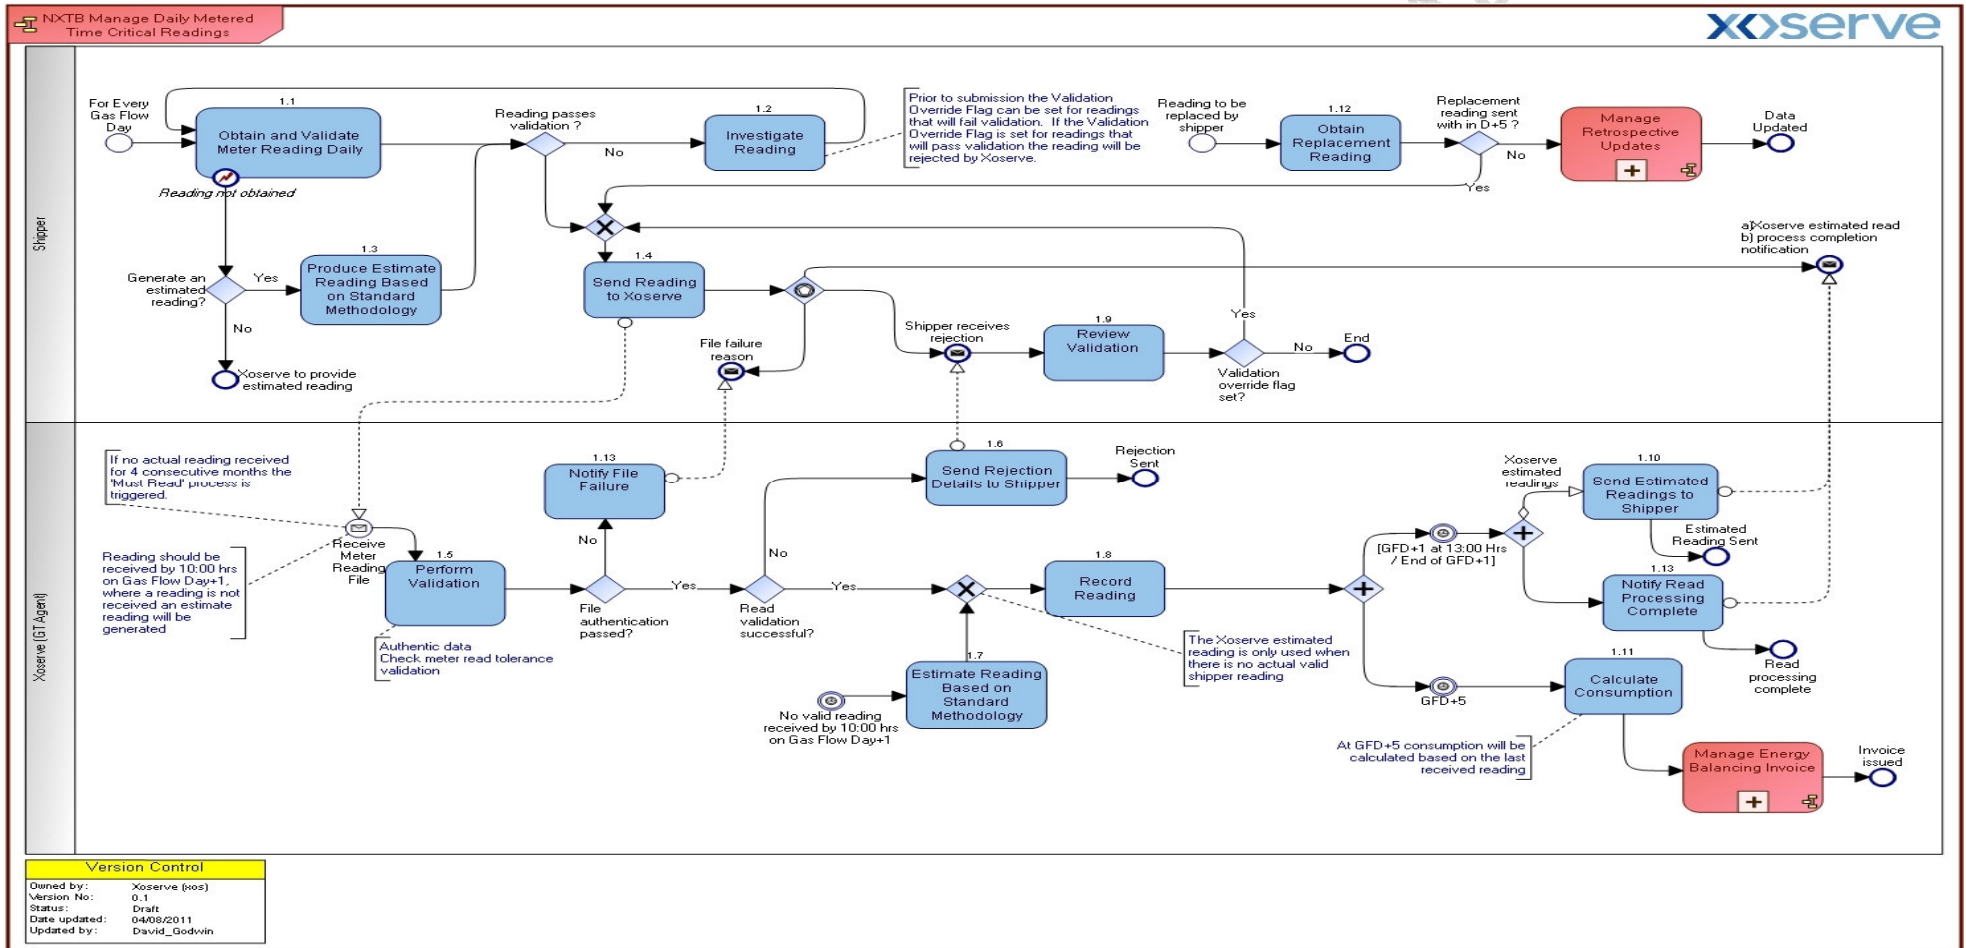 NXTB Manage Daily Metered
Time Critical Readings
xoserve
Shipper
For Every
Gas Flow
Day
1.1
Obtain and Validate
Meter Reading Daily
Reading not obtained
Reading passes
validation ?
No
1.2
Investigate
Reading
Prior to submission the Validation
Override Flag can be set for readings
that will fail validation. If the Validation
Override Flag is set for readings that
will pass validation the reading will be
rejected by Xoserve.
Reading to be
replaced by
shipper
1.12
Obtain
Replacement
Reading
Replacement
reading sent
with in D+5 ?
No
Yes
Manage
Retrospective
Updates
Data
Updated
Generate an
estimated
reading?
Yes
No
1.3
Produce Estimate
Reading Based
on Standard
Methodology
Xoserve to provide
estimated reading
1.4
Send Reading
to Xoserve
File failure
reason
Shipper receives
rejection
1.9
Review
Validation
Yes
No
Validation
override flag
set?
End
a)Xoserve estimated read
b) process completion
notification
Xoserve (GT Agent)
If no actual reading received
for 4 consecutive months the
'Must Read' process is
triggered.
Reading should be
received by 10:00 hrs
on Gas Flow Day+1,
where a reading is not
received an estimate
reading will be
generated
Receive
Meter
Reading
File
1.5
Perform
Validation
Authentic data
Check meter read tolerance
validation
1.13
Notify File
Failure
No
File
authentication
passed?
Yes
No
Read
validation
successful?
Yes
1.6
Send Rejection
Details to Shipper
Rejection
Sent
1.7
Estimate Reading
Based on
Standard
Methodology
No valid reading
received by 10:00 hrs
on Gas Flow Day+1
1.8
Record
Reading
The Xoserve estimated
reading is only used when
there is no actual valid
shipper reading
[GFD+1 at 13:00 Hrs
/ End of GFD+1]
Xoserve
estimated
readings
1.10
Send Estimated
Readings to
Shipper
Estimated
Reading Sent
1.13
Notify Read
Processing
Complete
Read
processing
complete
GFD+5
1.11
Calculate
Consumption
At GFD+5 consumption will be
calculated based on the last
received reading
Manage Energy
Balancing Invoice
Invoice
issued
Version Control
Owned by: Xoserve (xos)
Version No: 0.1
Status: Draft
Date updated: 04/08/2011
Updated by: David_Godwin